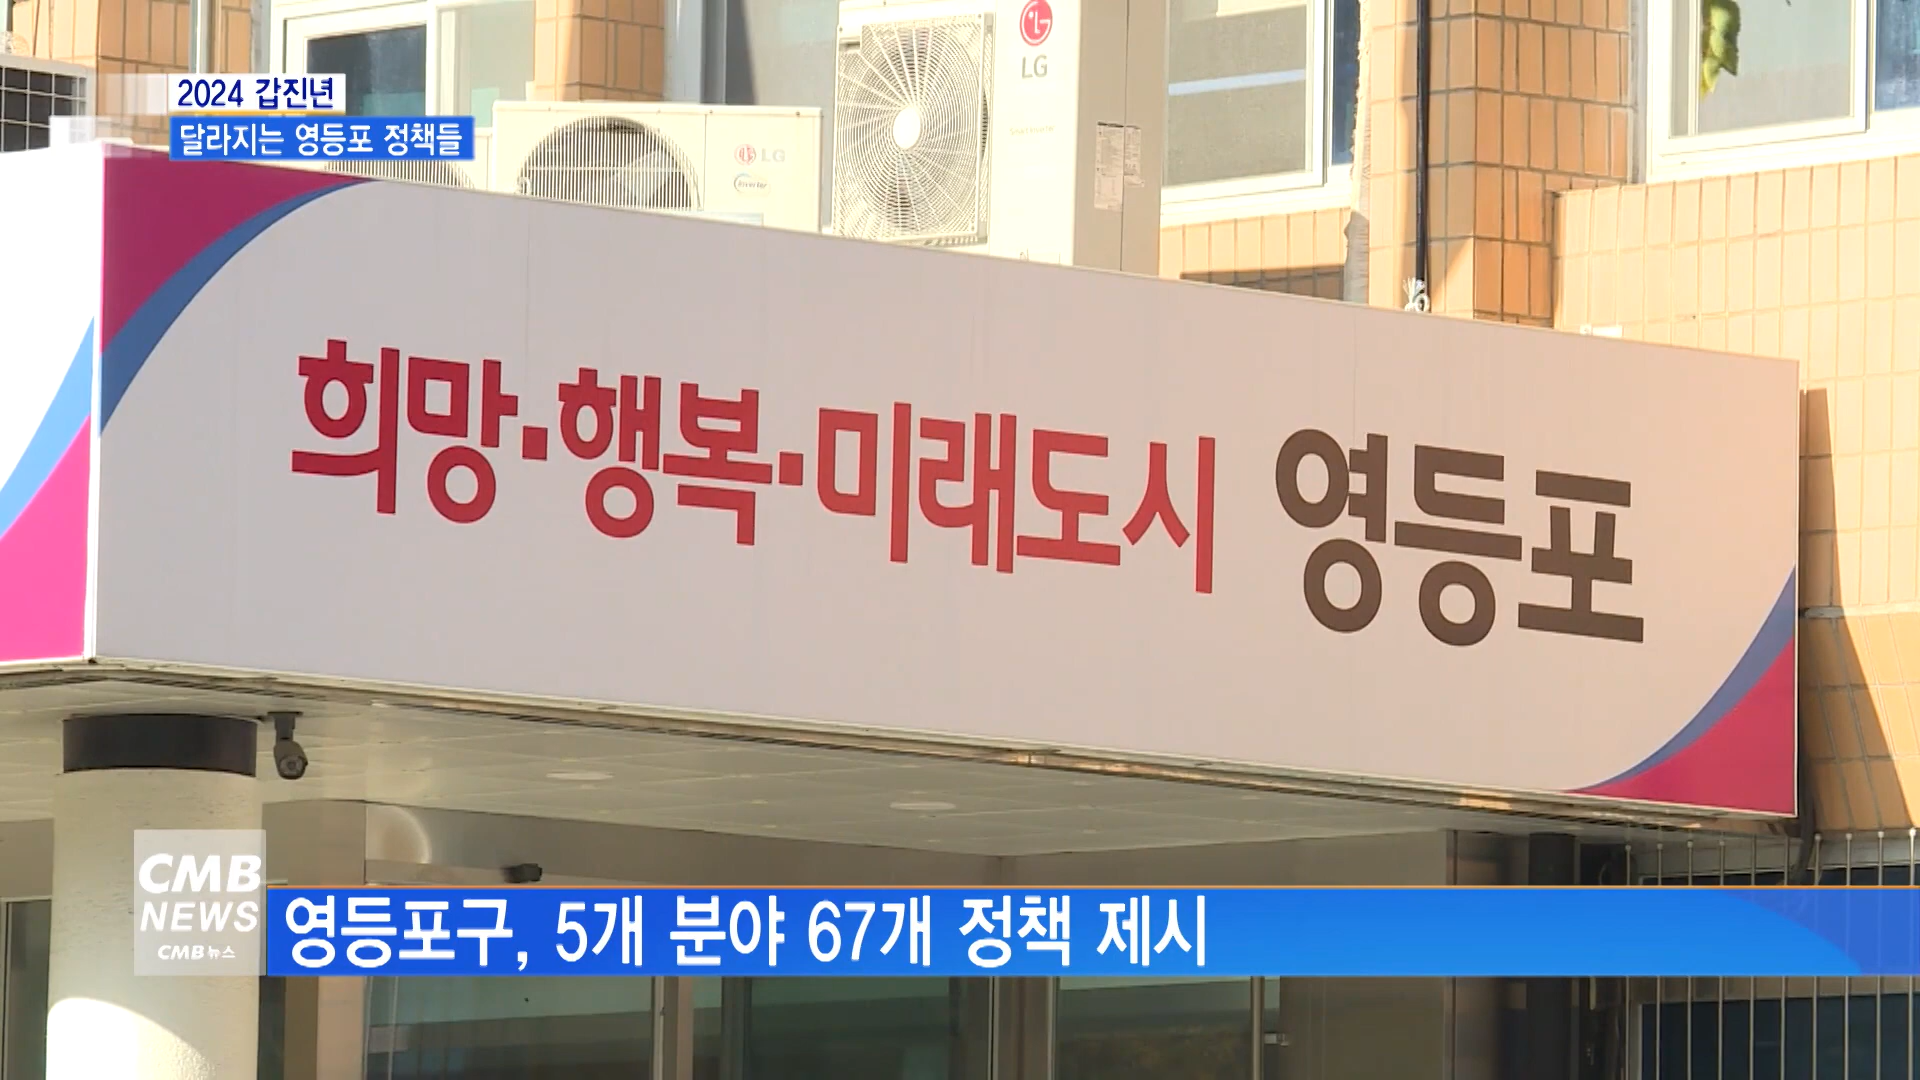 2024 갑진년
달라지는 영등포 정책들
LG
LG
Inverter
희망·행복·미래도시 영등포
CMB
NEWS
CMB뉴스
영등포구, 5개 분야 67개 정책 제시